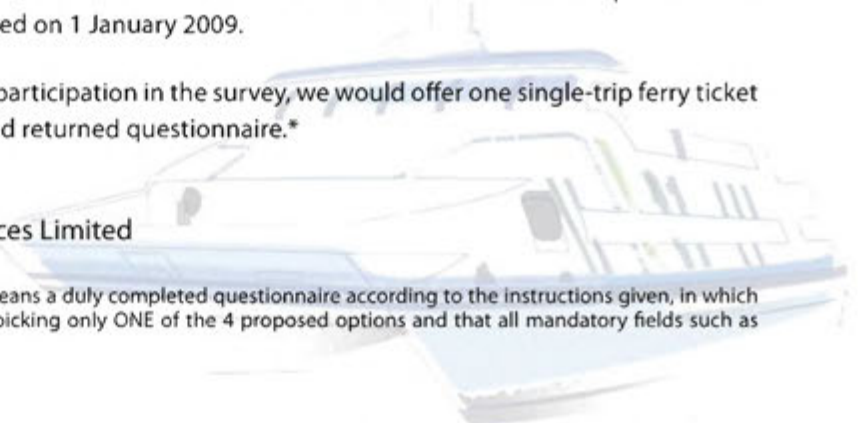 ed on 1 January 2009.
participation in the survey, we would offer one single-trip ferry ticket
d returned questionnaire.*
ces Limited
eans a duly completed questionnaire according to the instructions given, in which
picking only ONE of the 4 proposed options and that all mandatory fields such as